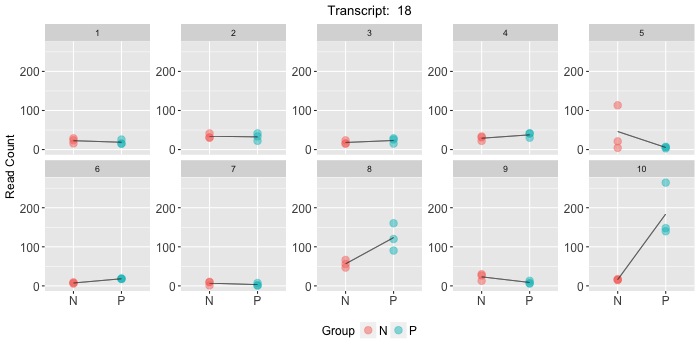 Transcript: 18
1 2 3 4 5
200 200 200 200 200
100 100 100 100 100
0 0 0 0 0
Read Count
6 7 8 9 10
200 200 200 200 200
100 100 100 100 100
0 0 0 0 0
N P N P N P N P N P
Group N P